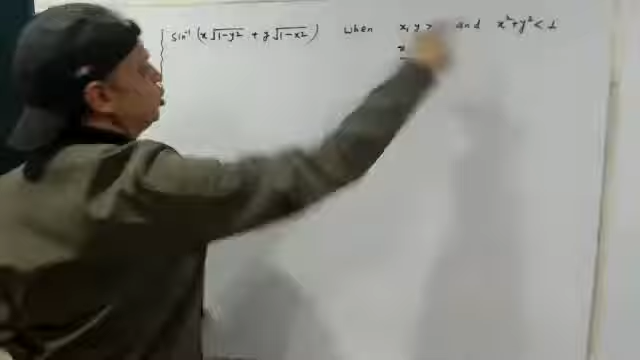 sin⁻¹ (x √1-y² + y √1-x²) when x, y > and x² + y² < 1